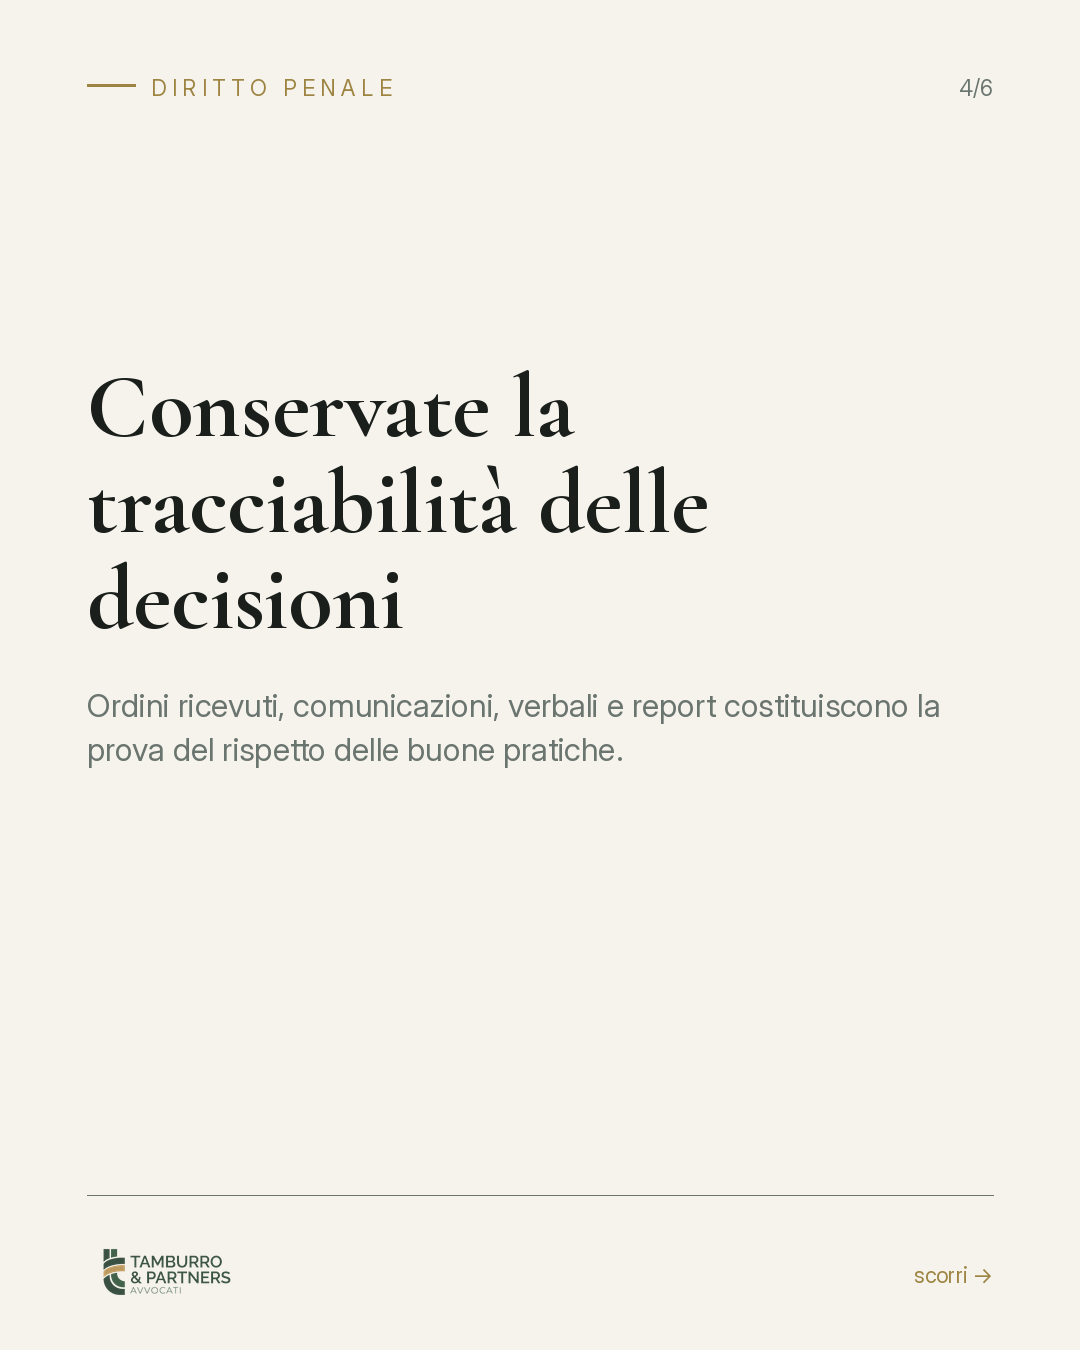 DIRITTO PENALE
4/6
Conservate la
tracciabilità delle
decisioni
Ordini ricevuti, comunicazioni, verbali e report costituiscono la
prova del rispetto delle buone pratiche.
TAMBURRO
& PARTNERS
AVVOCATI
scorri →